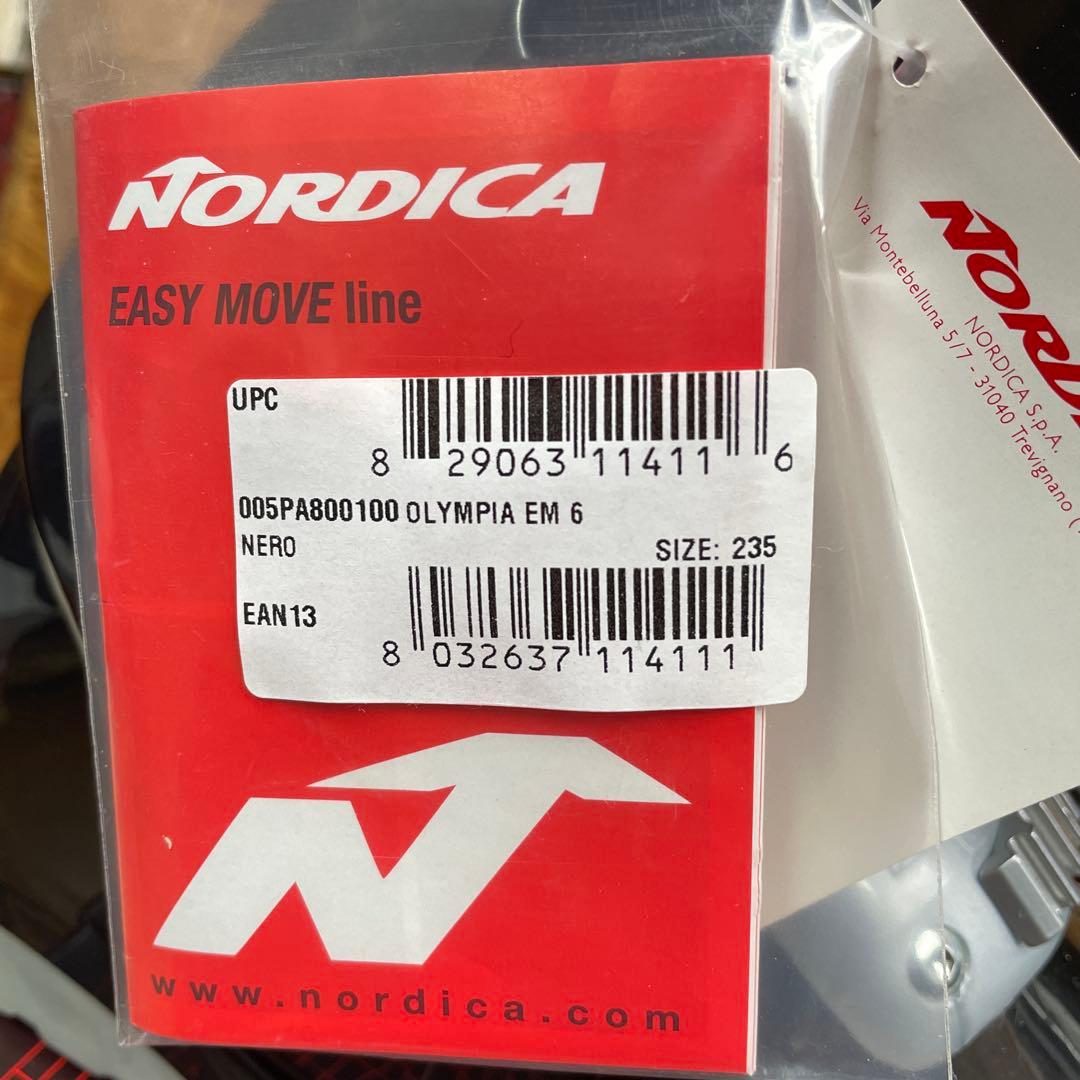 NORDICA
EASY MOVE line
UPC
8 29063 11411 6
005PA800100 OLYMPIA EM 6
NERO SIZE: 235
EAN13
8 032637 114111
N
www.nordica.com
NORDICA S.p.A.
Via Montebelluna 5/7 - 31040 Trevignano (